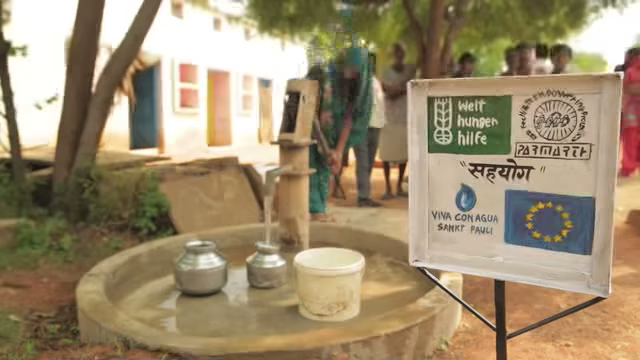 Welt
hunger
hilfe
PARMARTH
"सहयोग"
VIVA CON AGUA
SANKT PAULI